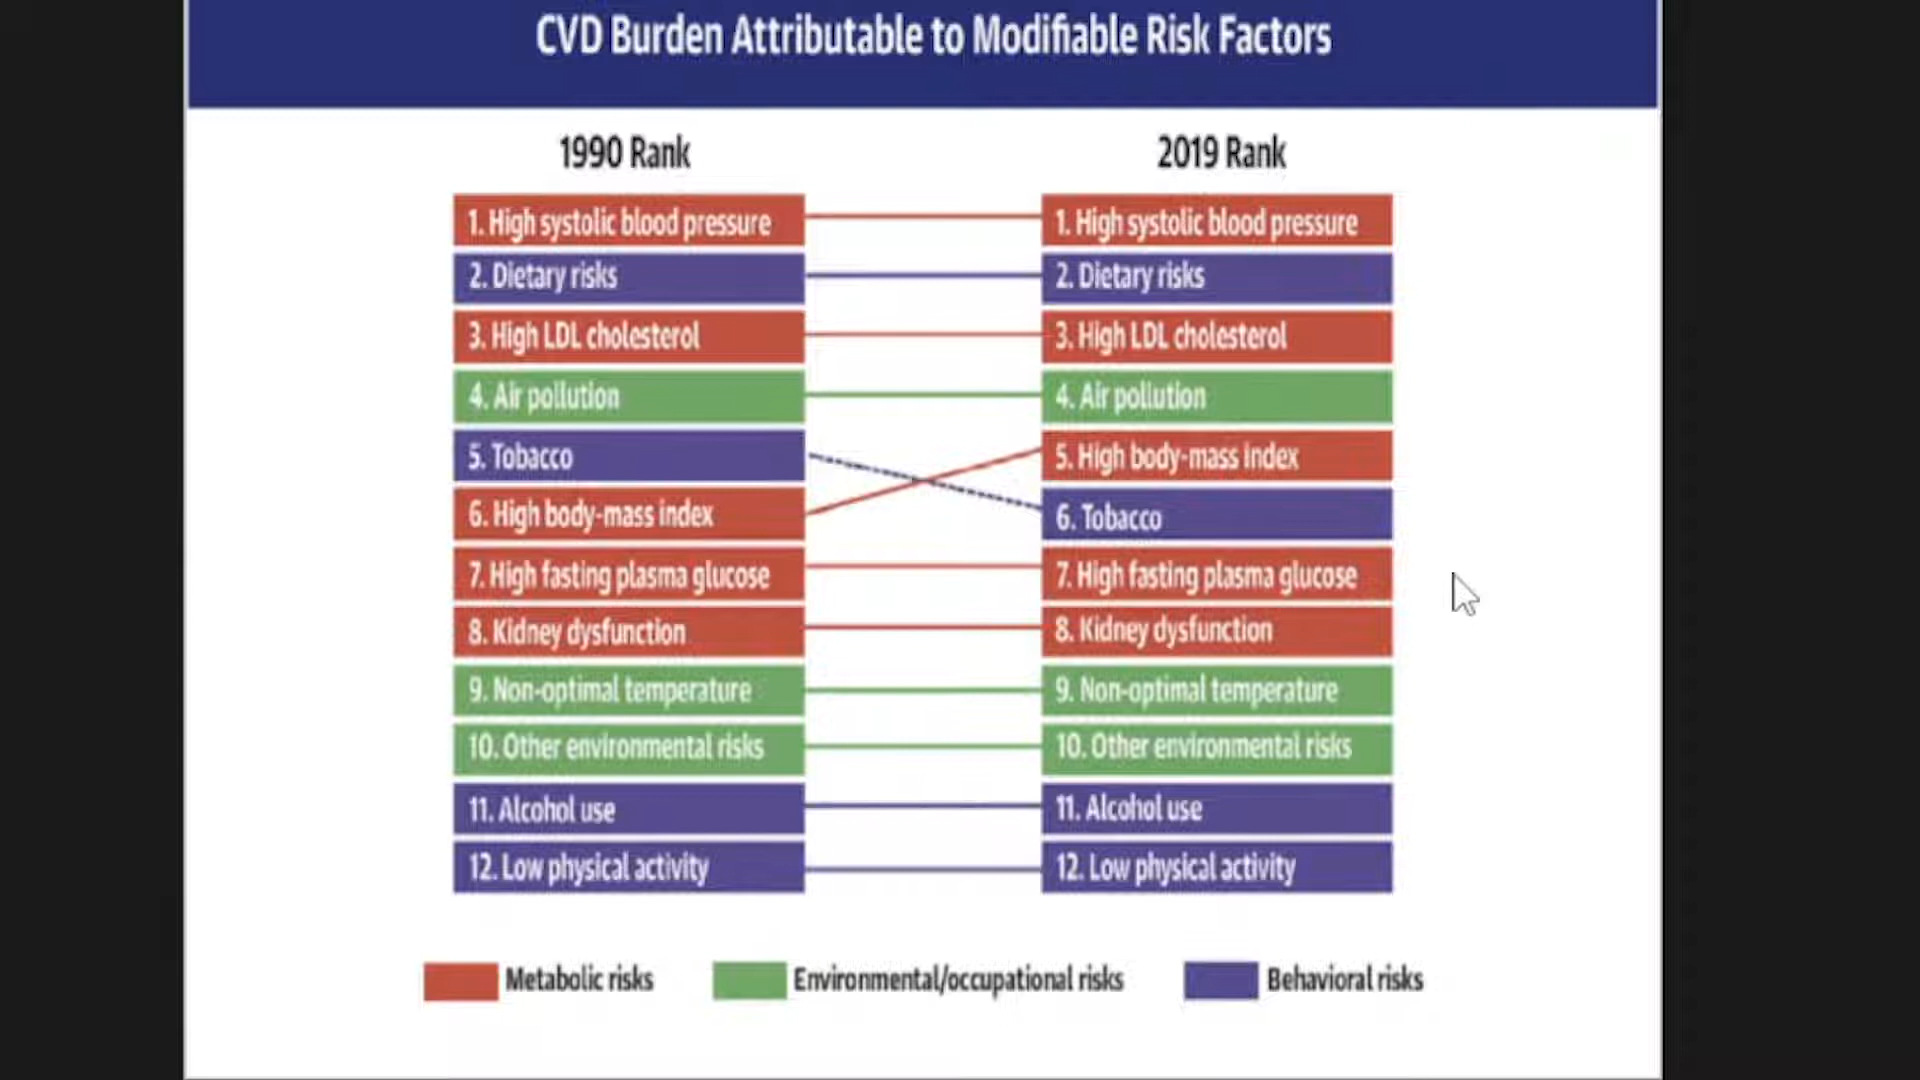 CVD Burden Attributable to Modifiable Risk Factors
1990 Rank
1. High systolic blood pressure
2. Dietary risks
3. High LDL cholesterol
4. Air pollution
5. Tobacco
6. High body-mass index
7. High fasting plasma glucose
8. Kidney dysfunction
9. Non-optimal temperature
10. Other environmental risks
11. Alcohol use
12. Low physical activity
2019 Rank
1. High systolic blood pressure
2. Dietary risks
3. High LDL cholesterol
4. Air pollution
5. High body-mass index
6. Tobacco
7. High fasting plasma glucose
8. Kidney dysfunction
9. Non-optimal temperature
10. Other environmental risks
11. Alcohol use
12. Low physical activity
Metabolic risks
Environmental/occupational risks
Behavioral risks